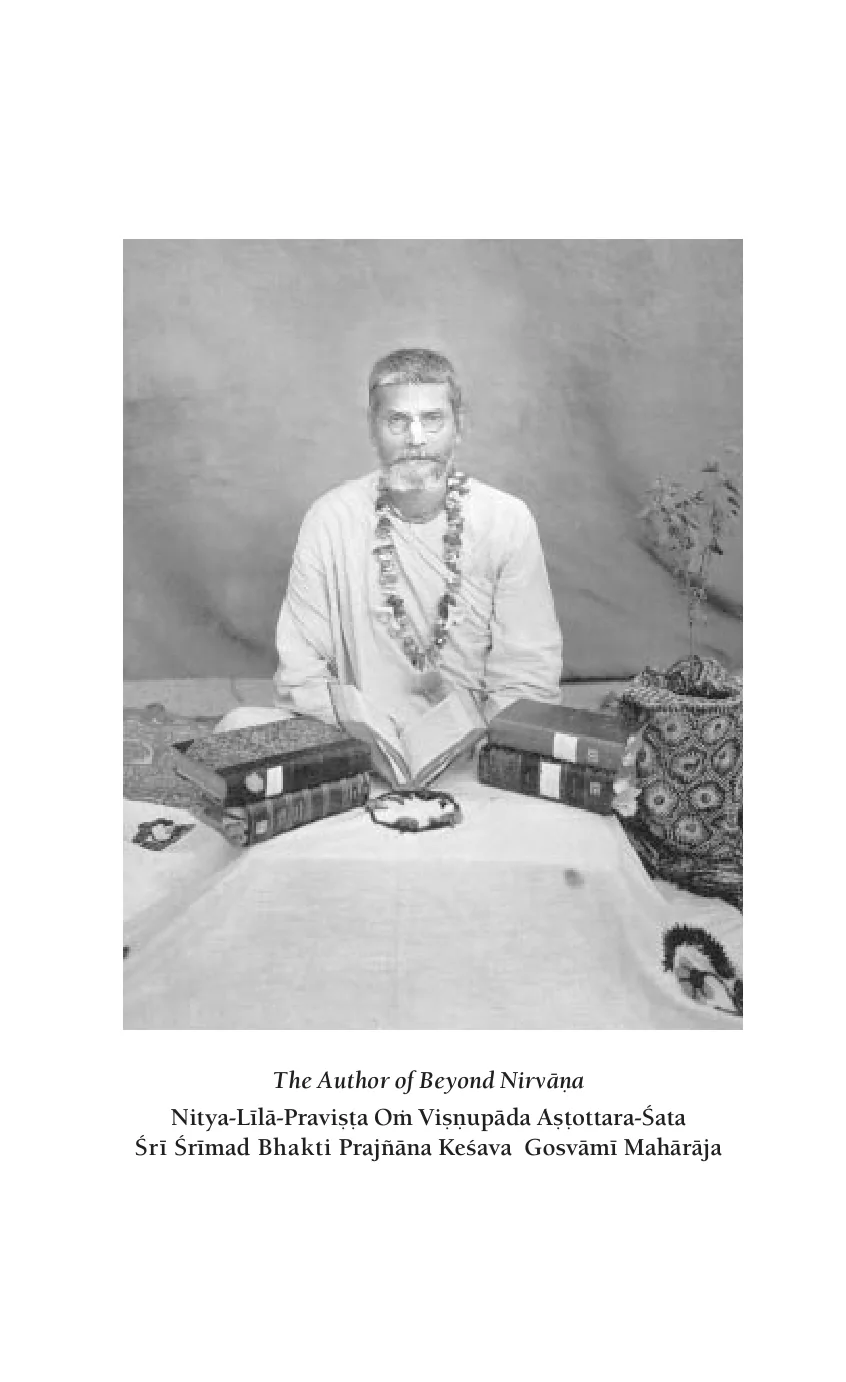 The Author of Beyond Nirvāṇa
Nitya-Līlā-Praviṣṭa Oṁ Viṣṇupāda Aṣṭottara-Śata
Śrī Śrīmad Bhakti Prajñāna Keśava Gosvāmī Mahārāja